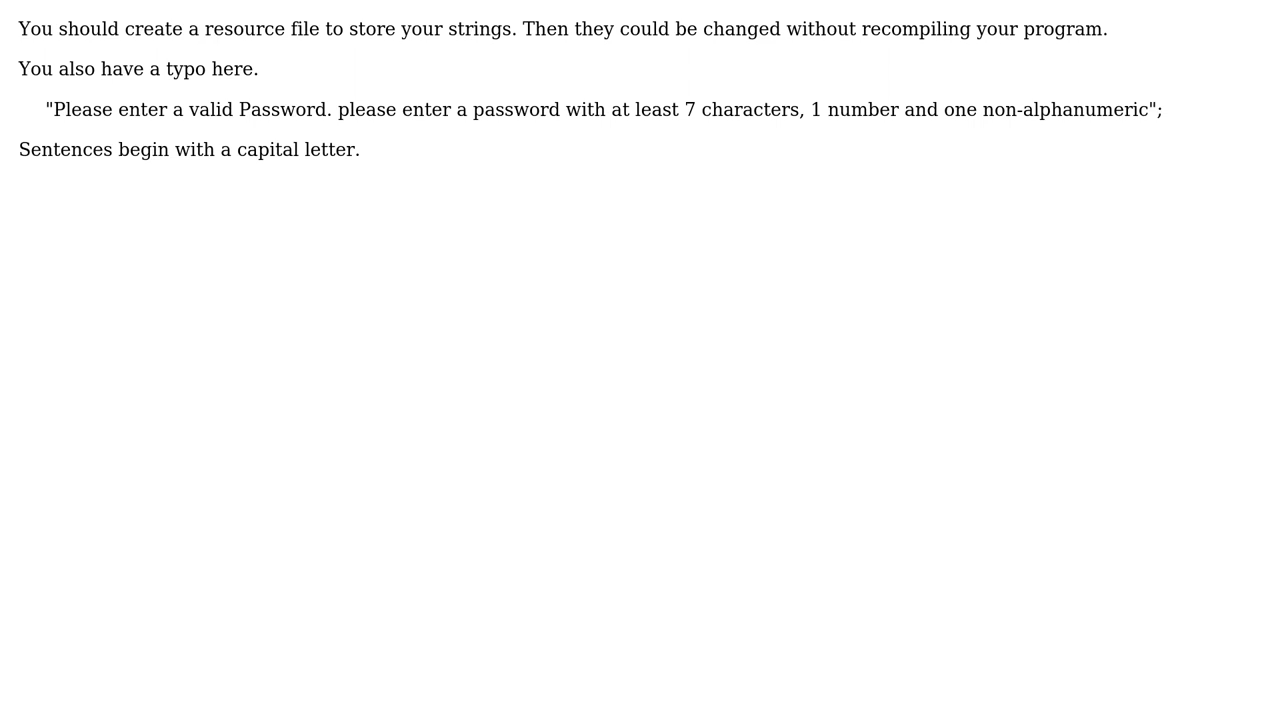 You should create a resource file to store your strings. Then they could be changed without recompiling your program.
You also have a typo here.
"Please enter a valid Password. please enter a password with at least 7 characters, 1 number and one non-alphanumeric";
Sentences begin with a capital letter.